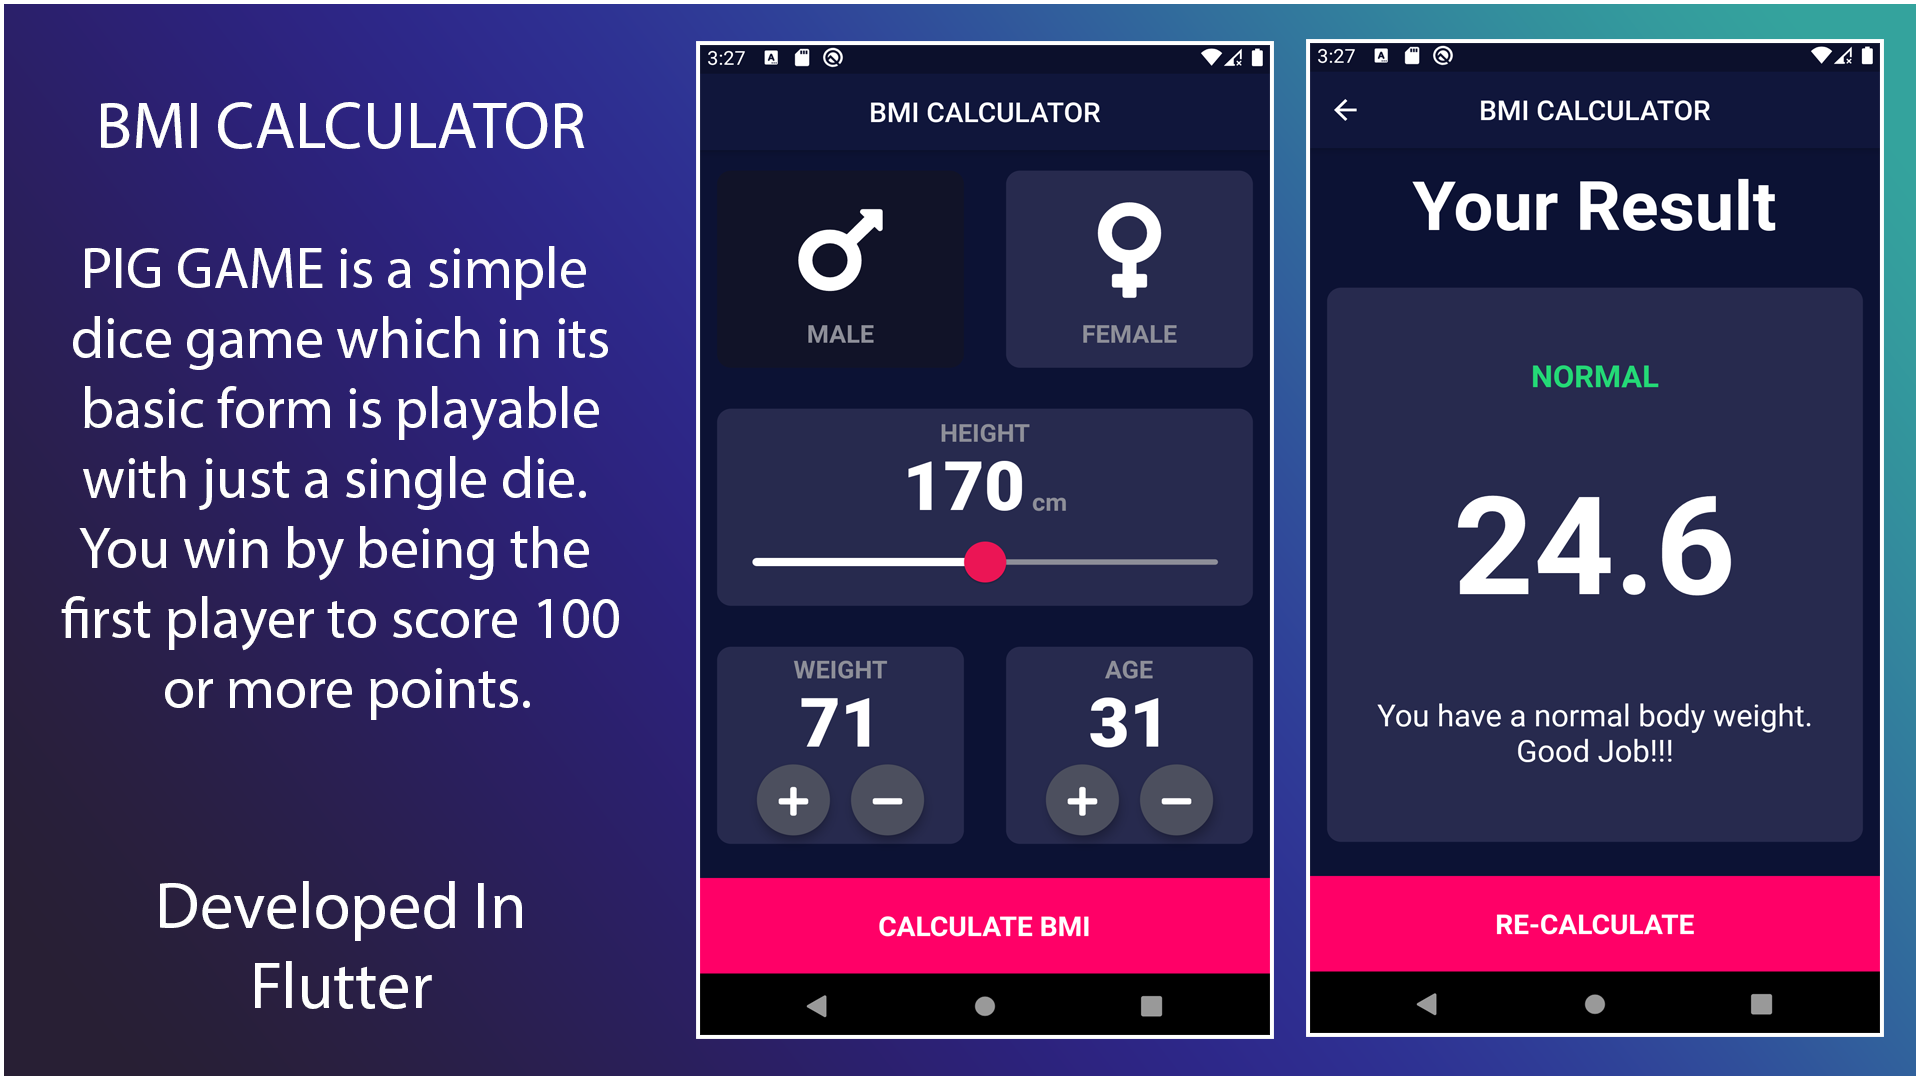 BMI CALCULATOR
PIG GAME is a simple
dice game which in its
basic form is playable
with just a single die.
You win by being the
first player to score 100
or more points.
Developed In
Flutter
3:27
BMI CALCULATOR
MALE
FEMALE
HEIGHT
170 cm
WEIGHT
71
AGE
31
CALCULATE BMI
3:27
BMI CALCULATOR
Your Result
NORMAL
24.6
You have a normal body weight.
Good Job!!!
RE-CALCULATE